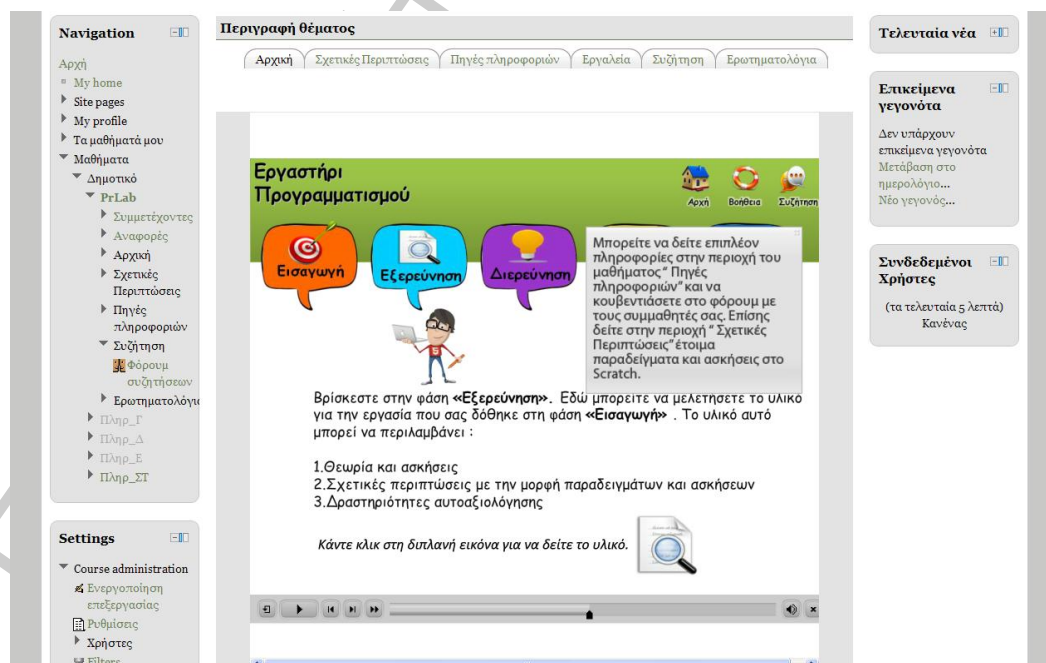 Navigation
Αρχή
My home
Site pages
My profile
Τα μαθήματά μου
Μαθήματα
Δημοτικό
PrLab
Συμμετέχοντες
Αναφορές
Αρχική
Σχετικές
Περιπτώσεις
Πηγές
πληροφοριών
Συζήτηση
Φόρουμ
συζητήσεων
Ερωτηματολόγιο
Πληρ_Γ
Πληρ_Δ
Πληρ_Ε
Πληρ_ΣΤ
Settings
Course administration
Ενεργοποίηση
επεξεργασίας
Ρυθμίσεις
Χρήστες
Filters
Περιγραφή θέματος
Αρχική Σχετικές Περιπτώσεις Πηγές πληροφοριών Εργαλεία Συζήτηση Ερωτηματολόγια
Εργαστήρι
Προγραμματισμού
Αρχή Βοήθεια Συζήτηση
Εισαγωγή Εξερεύνηση Διερεύνηση
Μπορείτε να δείτε επιπλέον
πληροφορίες στην περιοχή του
μαθήματος " Πηγές
πληροφοριών" και να
κουβεντιάσετε στο φόρουμ με
τους συμμαθητές σας. Επίσης
δείτε στην περιοχή " Σχετικές
Περιπτώσεις" έτοιμα
παραδείγματα και ασκήσεις στο
Scratch.
Βρίσκεστε στην φάση «Εξερεύνηση». Εδώ μπορείτε να μελετήσετε το υλικό
για την εργασία που σας δόθηκε στη φάση «Εισαγωγή» . Το υλικό αυτό
μπορεί να περιλαμβάνει :
1.Θεωρία και ασκήσεις
2.Σχετικές περιπτώσεις με την μορφή παραδειγμάτων και ασκήσεων
3.Δραστηριότητες αυτοαξιολόγησης
Κάντε κλικ στη διπλανή εικόνα για να δείτε το υλικό.
Τελευταία νέα
Επικείμενα
γεγονότα
Δεν υπάρχουν
επικείμενα γεγονότα
Μετάβαση στο
ημερολόγιο...
Νέο γεγονός...
Συνδεδεμένοι
Χρήστες
(τα τελευταία 5 λεπτά)
Κανένας